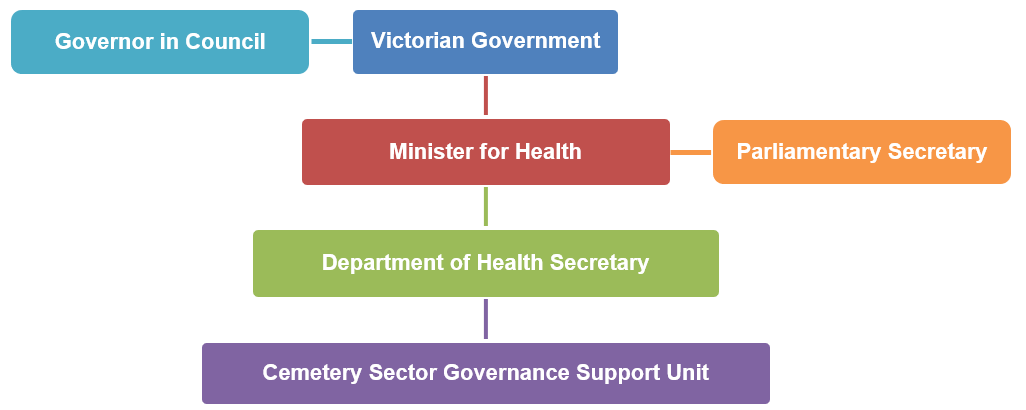 Governor in Council
Victorian Government
Minister for Health
Parliamentary Secretary
Department of Health Secretary
Cemetery Sector Governance Support Unit